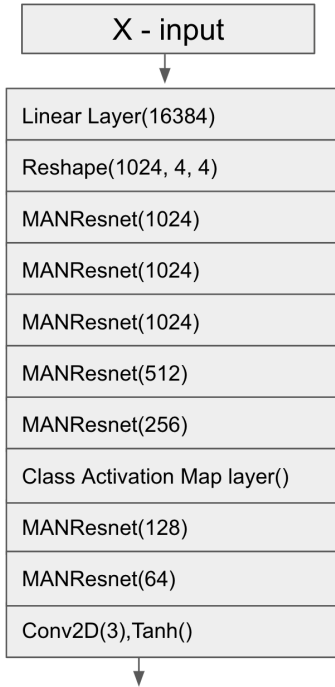 X - input
Linear Layer(16384)
Reshape(1024, 4, 4)
MANResnet(1024)
MANResnet(1024)
MANResnet(1024)
MANResnet(512)
MANResnet(256)
Class Activation Map layer()
MANResnet(128)
MANResnet(64)
Conv2D(3),Tanh()